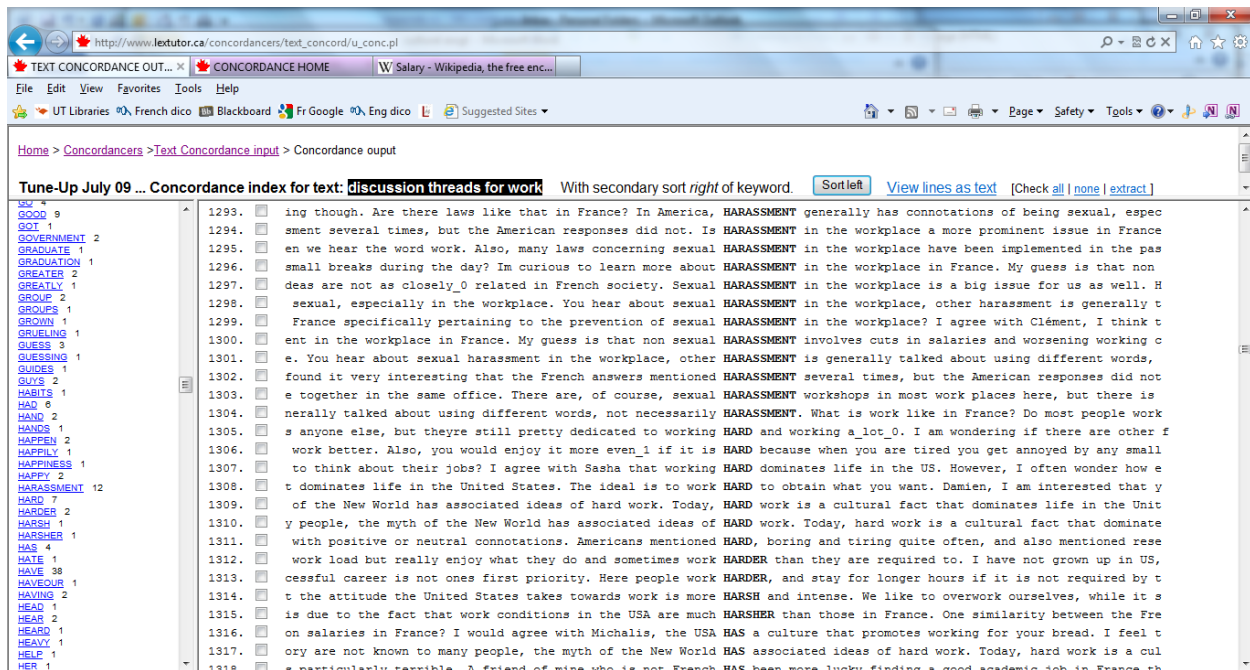 http://www.lextutor.ca/concordancers/text_concord/u_conc.pl
TEXT CONCORDANCE OUT...
CONCORDANCE HOME
W Salary - Wikipedia, the free enc...
File Edit View Favorites Tools Help
UT Libraries French dico Blackboard Fr Google Eng dico Suggested Sites
Page Safety Tools
Home > Concordancers >Text Concordance input > Concordance ouput
Tune-Up July 09 ... Concordance index for text: discussion threads for work With secondary sort right of keyword. Sort left View lines as text [Check all | none | extract ]
GO 4
GOOD 9
GOT 1
GOVERNMENT 2
GRADUATE 1
GRADUATION 1
GREATER 2
GREATLY 1
GROUP 2
GROUPS 1
GROWN 1
GRUELING 1
GUESS 3
GUESSING 1
GUIDES 1
GUYS 2
HABITS 1
HAD 6
HAND 2
HANDS 1
HAPPEN 2
HAPPILY 1
HAPPINESS 1
HAPPY 2
HARASSMENT 12
HARD 7
HARDER 2
HARSH 1
HARSHER 1
HAS 4
HATE 1
HAVE 38
HAVEOUR 1
HAVING 2
HEAD 1
HEAR 2
HEARD 1
HEAVY 1
HELP 1
HER 1
1293. ing though. Are there laws like that in France? In America, HARASSMENT generally has connotations of being sexual, espec
1294. sment several times, but the American responses did not. Is HARASSMENT in the workplace a more prominent issue in France
1295. en we hear the word work. Also, many laws concerning sexual HARASSMENT in the workplace have been implemented in the pas
1296. small breaks during the day? Im curious to learn more about HARASSMENT in the workplace in France. My guess is that non
1297. deas are not as closely_0 related in French society. Sexual HARASSMENT in the workplace is a big issue for us as well. H
1298. sexual, especially in the workplace. You hear about sexual HARASSMENT in the workplace, other harassment is generally t
1299. France specifically pertaining to the prevention of sexual HARASSMENT in the workplace? I agree with Clément, I think t
1300. ent in the workplace in France. My guess is that non sexual HARASSMENT involves cuts in salaries and worsening working c
1301. e. You hear about sexual harassment in the workplace, other HARASSMENT is generally talked about using different words,
1302. found it very interesting that the French answers mentioned HARASSMENT several times, but the American responses did not
1303. e together in the same office. There are, of course, sexual HARASSMENT workshops in most work places here, but there is
1304. nerally talked about using different words, not necessarily HARASSMENT. What is work like in France? Do most people work
1305. s anyone else, but theyre still pretty dedicated to working HARD and working a_lot_0. I am wondering if there are other f
1306. work better. Also, you would enjoy it more even_1 if it is HARD because when you are tired you get annoyed by any small
1307. to think about their jobs? I agree with Sasha that working HARD dominates life in the US. However, I often wonder how e
1308. t dominates life in the United States. The ideal is to work HARD to obtain what you want. Damien, I am interested that y
1309. of the New World has associated ideas of hard work. Today, HARD work is a cultural fact that dominates life in the Unit
1310. y people, the myth of the New World has associated ideas of HARD work. Today, hard work is a cultural fact that dominate
1311. with positive or neutral connotations. Americans mentioned HARD, boring and tiring quite often, and also mentioned rese
1312. work load but really enjoy what they do and sometimes work HARDER than they are required to. I have not grown up in US,
1313. cessful career is not ones first priority. Here people work HARDER, and stay for longer hours if it is not required by t
1314. t the attitude the United States takes towards work is more HARSH and intense. We like to overwork ourselves, while it s
1315. is due to the fact that work conditions in the USA are much HARSHER than those in France. One similarity between the Fre
1316. on salaries in France? I would agree with Michalis, the USA HAS a culture that promotes working for your bread. I feel t
1317. ory are not known to many people, the myth of the New World HAS associated ideas of hard work. Today, hard work is a cul
1318. s particularly terrible. A friend of mine who is not French HAS been more lucky finding a good academic job in France th